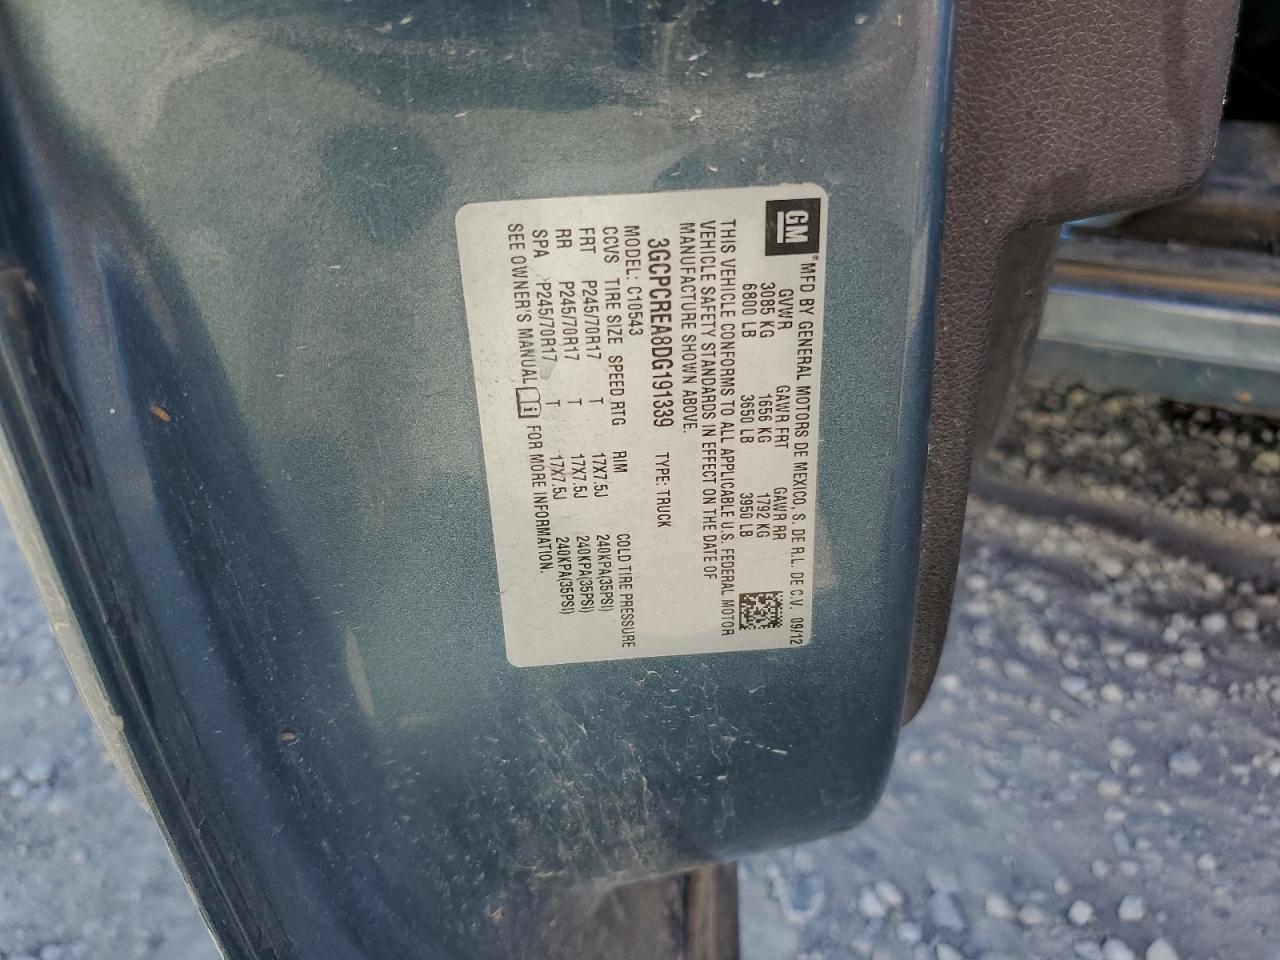 GM
MFD BY GENERAL MOTORS DE MEXICO, S. DE R.L. DE C.V. 09/12
GVWR GAWR FRT GAWR RR
3085 KG 1656 KG 1792 KG
6800 LB 3650 LB 3950 LB
THIS VEHICLE CONFORMS TO ALL APPLICABLE U.S. FEDERAL MOTOR
VEHICLE SAFETY STANDARDS IN EFFECT ON THE DATE OF
MANUFACTURE SHOWN ABOVE.
3GCPCREA8DG191339 TYPE: TRUCK
MODEL: C10543
CCVS TIRE SIZE SPEED RTG RIM COLD TIRE PRESSURE
FRT P245/70R17 T 17X7.5J 240KPA(35PSI)
RR P245/70R17 T 17X7.5J 240KPA(35PSI)
SPA P245/70R17 T 17X7.5J 240KPA(35PSI)
SEE OWNER'S MANUAL FOR MORE INFORMATION.